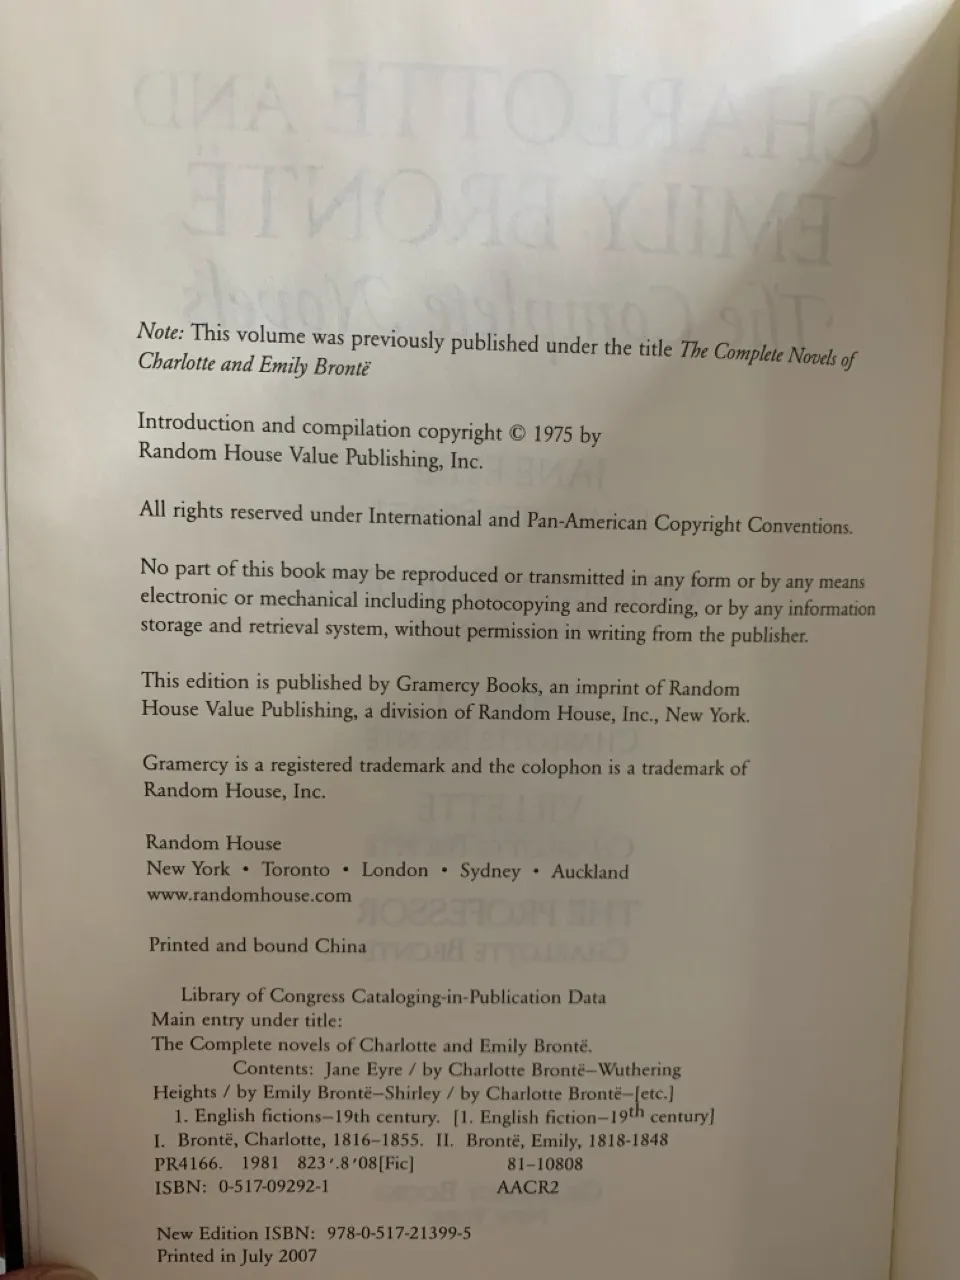 Note: This volume was previously published under the title The Complete Novels of
Charlotte and Emily Brontë
Introduction and compilation copyright © 1975 by
Random House Value Publishing, Inc.
All rights reserved under International and Pan-American Copyright Conventions.
No part of this book may be reproduced or transmitted in any form or by any means
electronic or mechanical including photocopying and recording, or by any information
storage and retrieval system, without permission in writing from the publisher.
This edition is published by Gramercy Books, an imprint of Random
House Value Publishing, a division of Random House, Inc., New York.
Gramercy is a registered trademark and the colophon is a trademark of
Random House, Inc.
Random House
New York • Toronto • London • Sydney • Auckland
www.randomhouse.com
Printed and bound China
Library of Congress Cataloging-in-Publication Data
Main entry under title:
The Complete novels of Charlotte and Emily Brontë.
Contents: Jane Eyre / by Charlotte Brontë–Wuthering
Heights / by Emily Brontë–Shirley / by Charlotte Brontë–[etc.]
1. English fictions–19th century. [1. English fiction–19th century]
I. Brontë, Charlotte, 1816–1855. II. Brontë, Emily, 1818-1848
PR4166. 1981 823'.8'08[Fic] 81–10808
ISBN: 0-517-09292-1 AACR2
New Edition ISBN: 978-0-517-21399-5
Printed in July 2007